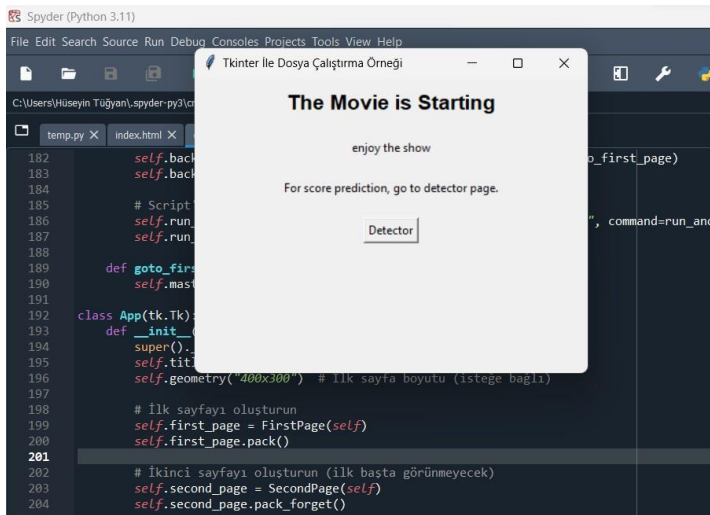 Spyder (Python 3.11)
File Edit Search Source Run Debug Consoles Projects Tools View Help
C:\Users\Hüseyin Tüğyan\.spyder-py3\
temp.py X index.html X
Tkinter İle Dosya Çalıştırma Örneği
The Movie is Starting
enjoy the show
For score prediction, go to detector page.
Detector
182 self.back o_first_page)
183 self.back
184
185 # Script'
186 self.run_ ", command=run_and
187 self.run_
188
189 def goto_firs
190 self.mast
191
192 class App(tk.Tk):
193 def __init__(
194 super()._
195 self.titl
196 self.geometry("400x300") # İlk sayfa boyutu (isteğe bağlı)
197
198 # İlk sayfayı oluşturun
199 self.first_page = FirstPage(self)
200 self.first_page.pack()
201
202 # İkinci sayfayı oluşturun (ilk başta görünmeyecek)
203 self.second_page = SecondPage(self)
204 self.second_page.pack_forget()